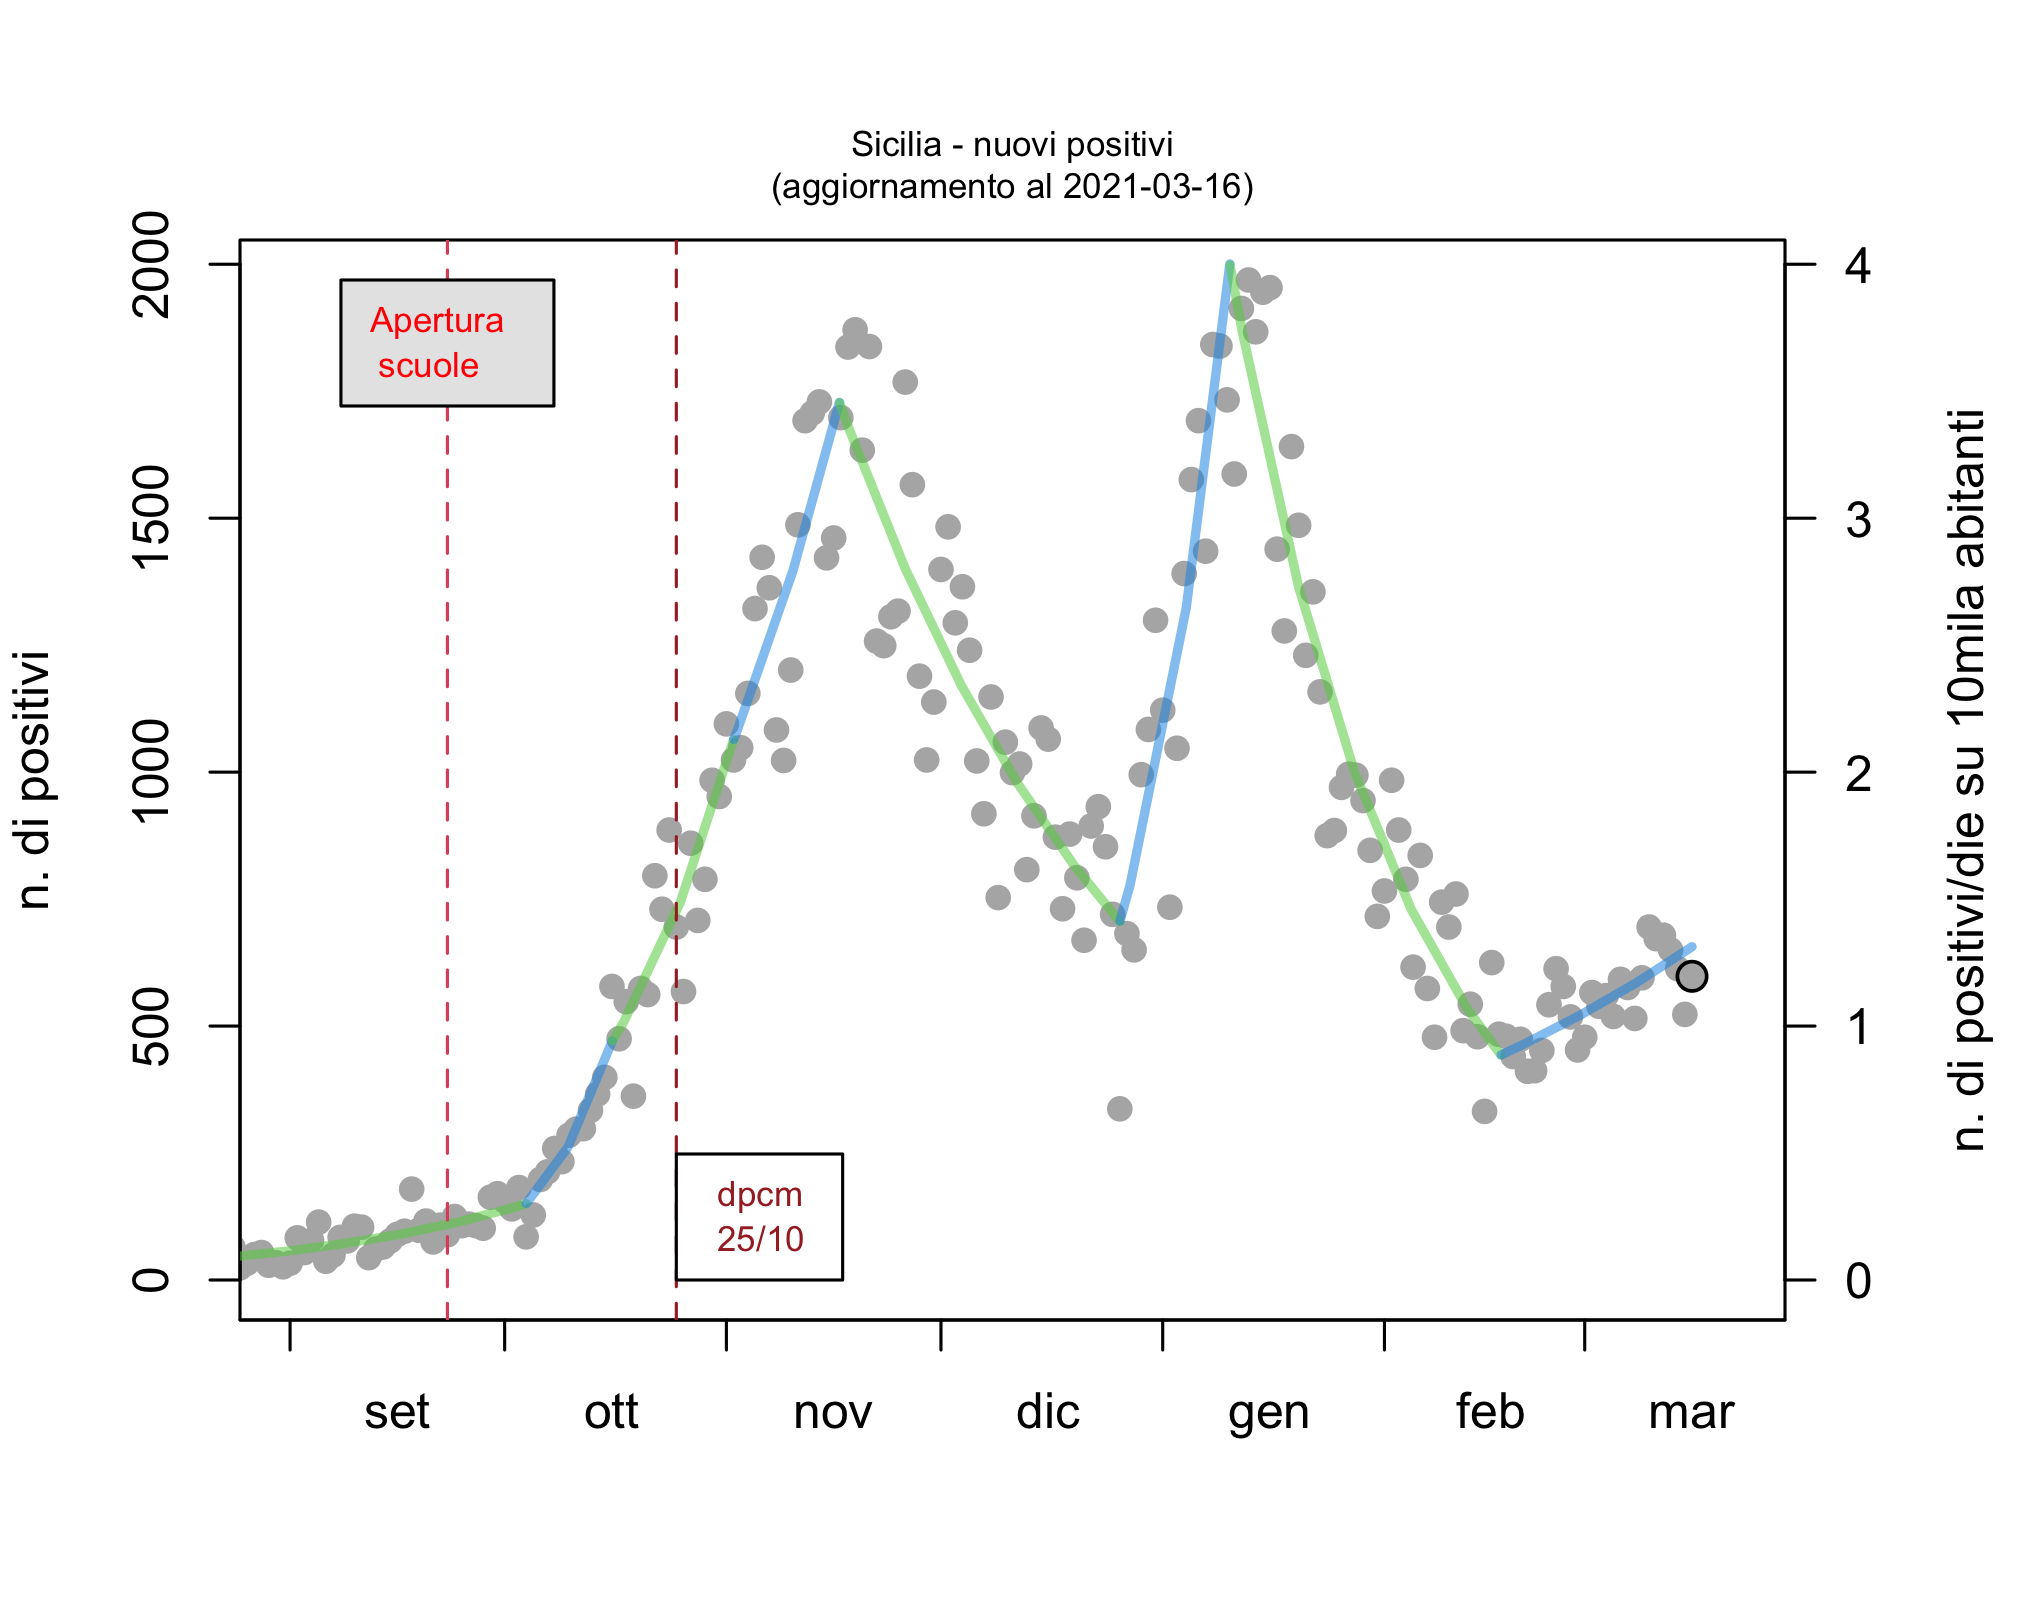 Sicilia - nuovi positivi
(aggiornamento al 2021-03-16)
n. di positivi
2000
1500
1000
500
0
Apertura
scuole
dpcm
25/10
4
3
2
1
0
n. di positivi/die su 10mila abitanti
set ott nov dic gen feb mar